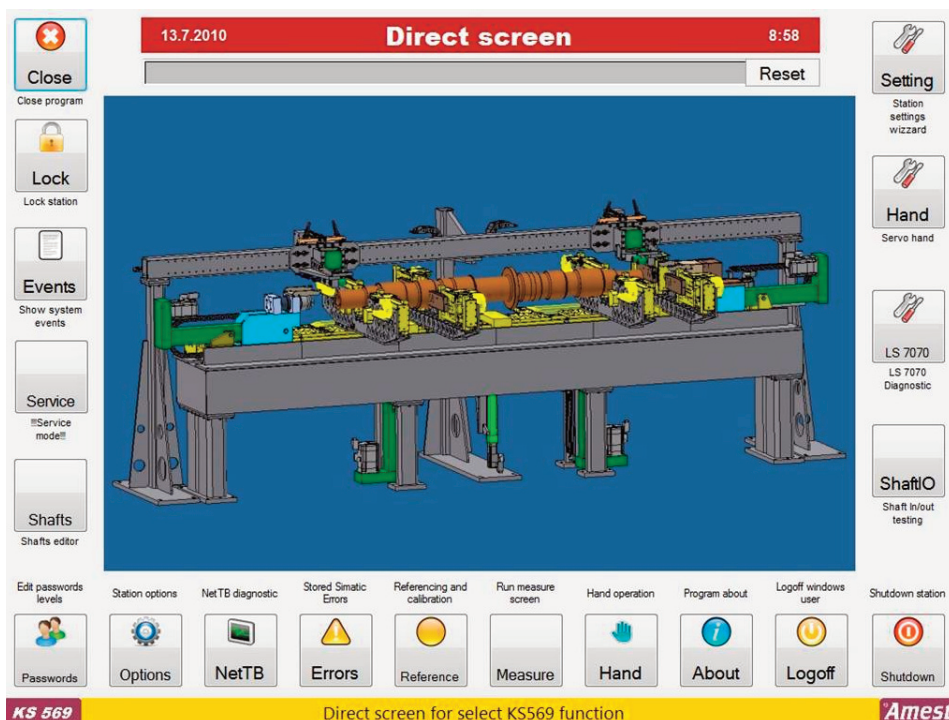 13.7.2010 Direct screen 8:58
Reset
Close
Close program
Lock
Lock station
Events
Show system
events
Service
!!!Service
mode!!!
Shafts
Shafts editor
Setting
Station
settings
wizzard
Hand
Servo hand
LS 7070
LS 7070
Diagnostic
ShaftIO
Shaft In/out
testing
Edit passwords
levels
Passwords
Station options
Options
NetTB diagnostic
NetTB
Stored Simatic
Errors
Errors
Referencing and
calibration
Reference
Run measure
screen
Measure
Hand operation
Hand
Program about
About
Logoff windows
user
Logoff
Shutdown station
Shutdown
KS 569 Direct screen for select KS569 function Amest